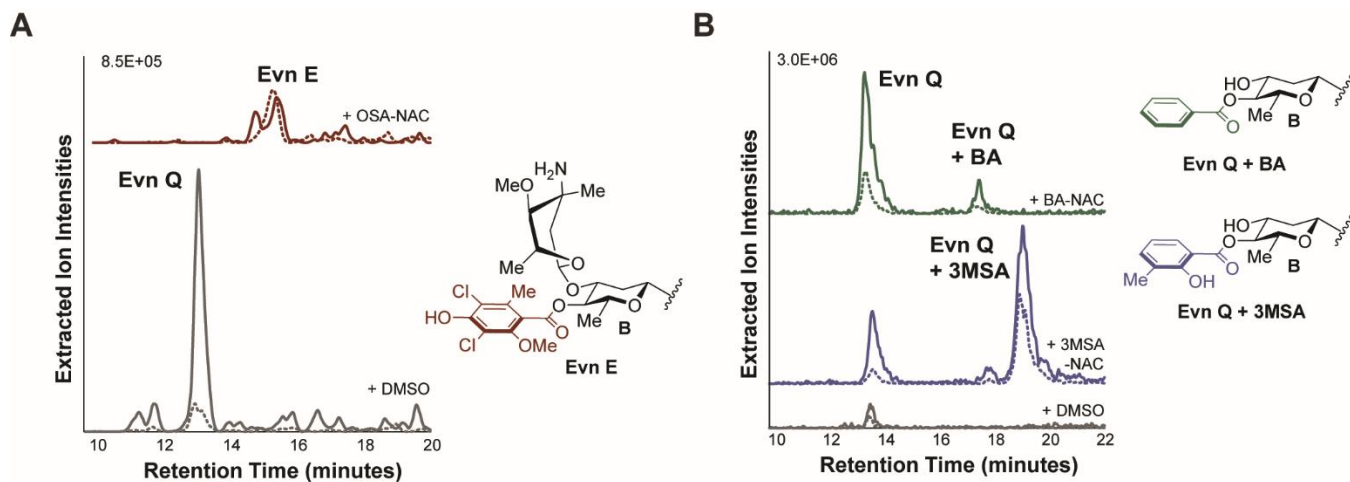 A
8.5E+05
Evn E
+ OSA-NAC
Evn Q
+ DMSO
Extracted Ion Intensities
10 12 14 16 18 20
Retention Time (minutes)
H₂N
MeO
Me
Me
O
O
O
Cl
Me
HO
O
O
Me
B
Cl
OMe
O
Evn E
B
3.0E+06
Evn Q
Evn Q
+ BA
+ BA-NAC
Evn Q
+ 3MSA
+ 3MSA
-NAC
+ DMSO
Extracted Ion Intensities
10 12 14 16 18 20 22
Retention Time (minutes)
HO
O
O
Me
B
O
Evn Q + BA
HO
O
O
Me
B
O
Me
OH
Evn Q + 3MSA